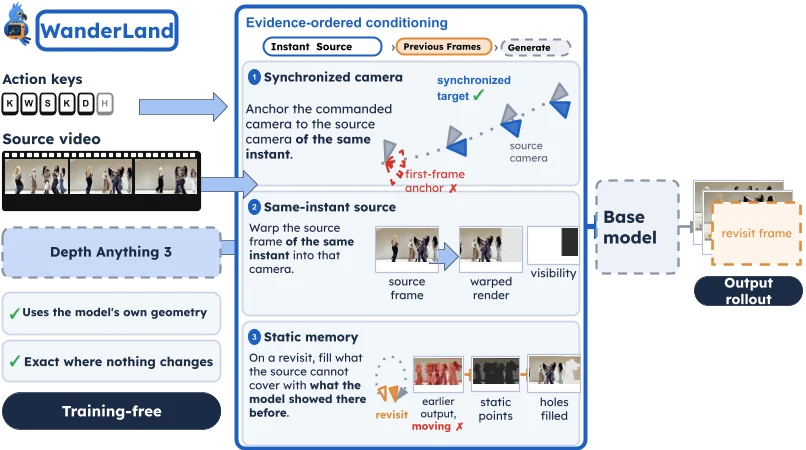 WanderLand
Action keys
K W S K D H
Source video
Depth Anything 3
✓ Uses the model's own geometry
✓ Exact where nothing changes
Training-free
Evidence-ordered conditioning
Instant Source › Previous Frames › Generate
1 Synchronized camera
Anchor the commanded
camera to the source
camera of the same
instant.
synchronized
target ✓
source
camera
first-frame
anchor ✗
2 Same-instant source
Warp the source
frame of the same
instant into that
camera.
source
frame
warped
render
visibility
3 Static memory
On a revisit, fill what
the source cannot
cover with what the
model showed there
before.
revisit
earlier
output,
moving ✗
static
points
holes
filled
Base
model
revisit frame
Output
rollout